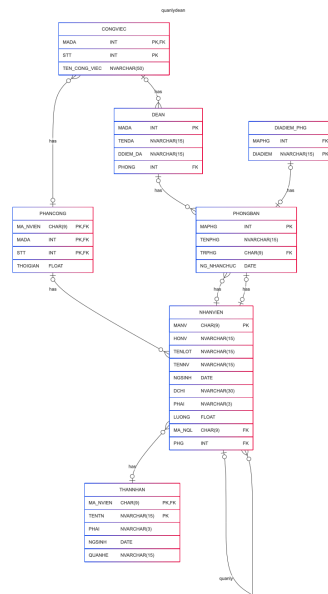 quanlydean
CONGVIEC
MADA INT PK,FK
STT INT PK
TEN_CONG_VIEC NVARCHAR(50)
has
has
DEAN
MADA INT PK
TENDA NVARCHAR(15)
DDIEM_DA NVARCHAR(15)
PHONG INT FK
DIADIEM_PHG
MAPHG INT PK,FK
DIADIEM NVARCHAR(15) PK
has
has
PHANCONG
MA_NVIEN CHAR(9) PK,FK
MADA INT PK,FK
STT INT PK,FK
THOIGIAN FLOAT
PHONGBAN
MAPHG INT PK
TENPHG NVARCHAR(15)
TRPHG CHAR(9) FK
NG_NHANCHUC DATE
has
has
has
NHANVIEN
MANV CHAR(9) PK
HONV NVARCHAR(15)
TENLOT NVARCHAR(15)
TENNV NVARCHAR(15)
NGSINH DATE
DCHI NVARCHAR(30)
PHAI NVARCHAR(3)
LUONG FLOAT
MA_NQL CHAR(9) FK
PHG INT FK
has
THANNHAN
MA_NVIEN CHAR(9) PK,FK
TENTN NVARCHAR(15) PK
PHAI NVARCHAR(3)
NGSINH DATE
QUANHE NVARCHAR(15)
quanly